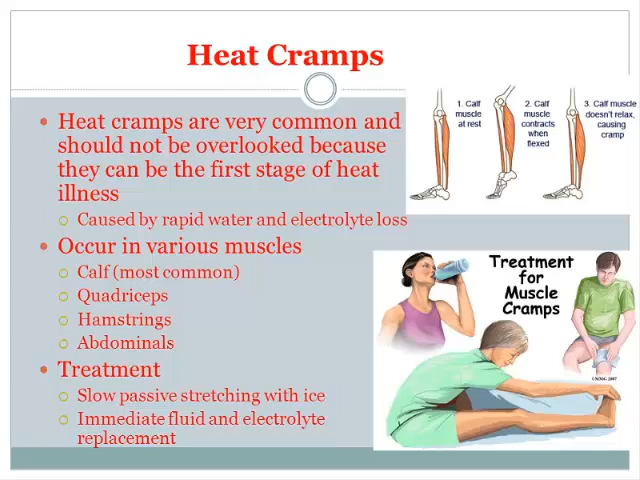 Heat Cramps
Heat cramps are very common and
should not be overlooked because
they can be the first stage of heat
illness
Caused by rapid water and electrolyte loss
Occur in various muscles
Calf (most common)
Quadriceps
Hamstrings
Abdominals
Treatment
Slow passive stretching with ice
Immediate fluid and electrolyte
replacement
1. Calf
muscle
at rest
2. Calf
muscle
contracts
when
flexed
3. Calf muscle
doesn't relax,
causing
cramp
Treatment
for
Muscle
Cramps